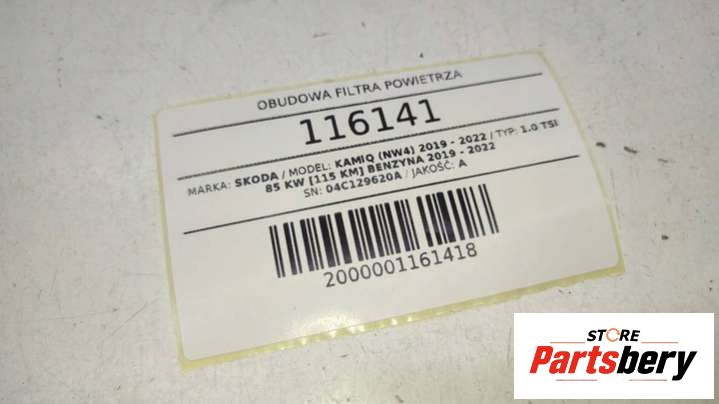 OBUDOWA FILTRA POWIETRZA
116141
MARKA: SKODA / MODEL: KAMIQ (NW4) 2019 - 2022 / TYP: 1.0 TSI
85 KW [115 KM] BENZYNA 2019 - 2022
SN: 04C129620A / JAKOŚĆ: A
2000001161418
STORE
Partsbery